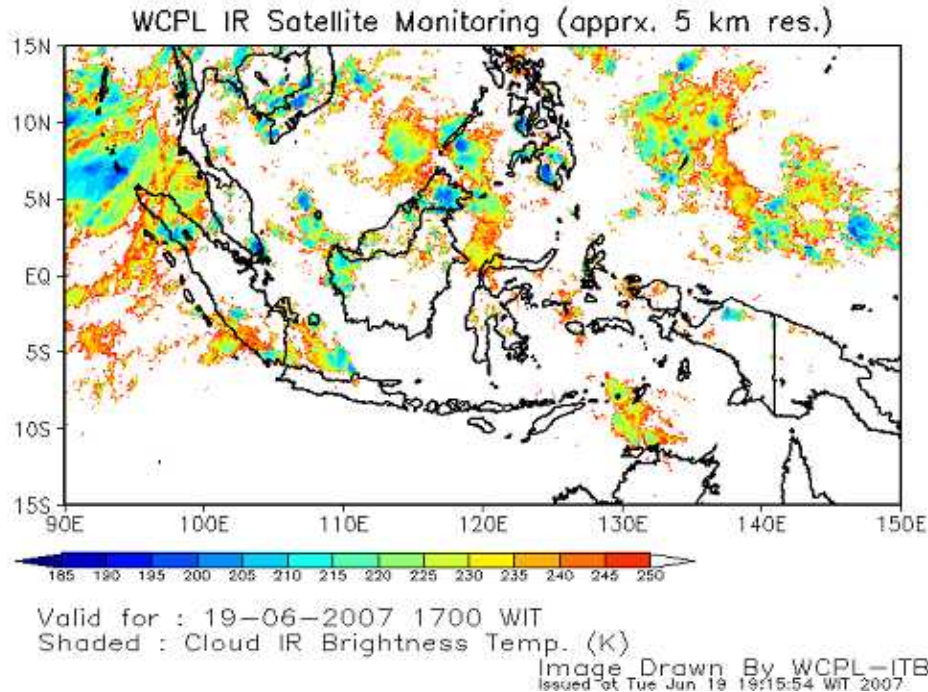 WCPL IR Satellite Monitoring (apprx. 5 km res.)
15N
10N
5N
EQ
5S
10S
15S
90E 100E 110E 120E 130E 140E 150E
185 190 195 200 205 210 215 220 225 230 235 240 245 250
Valid for : 19-06-2007 1700 WIT
Shaded : Cloud IR Brightness Temp. (K)
Image Drawn By WCPL-ITB
Issued at Tue Jun 19 19:15:54 WIT 2007